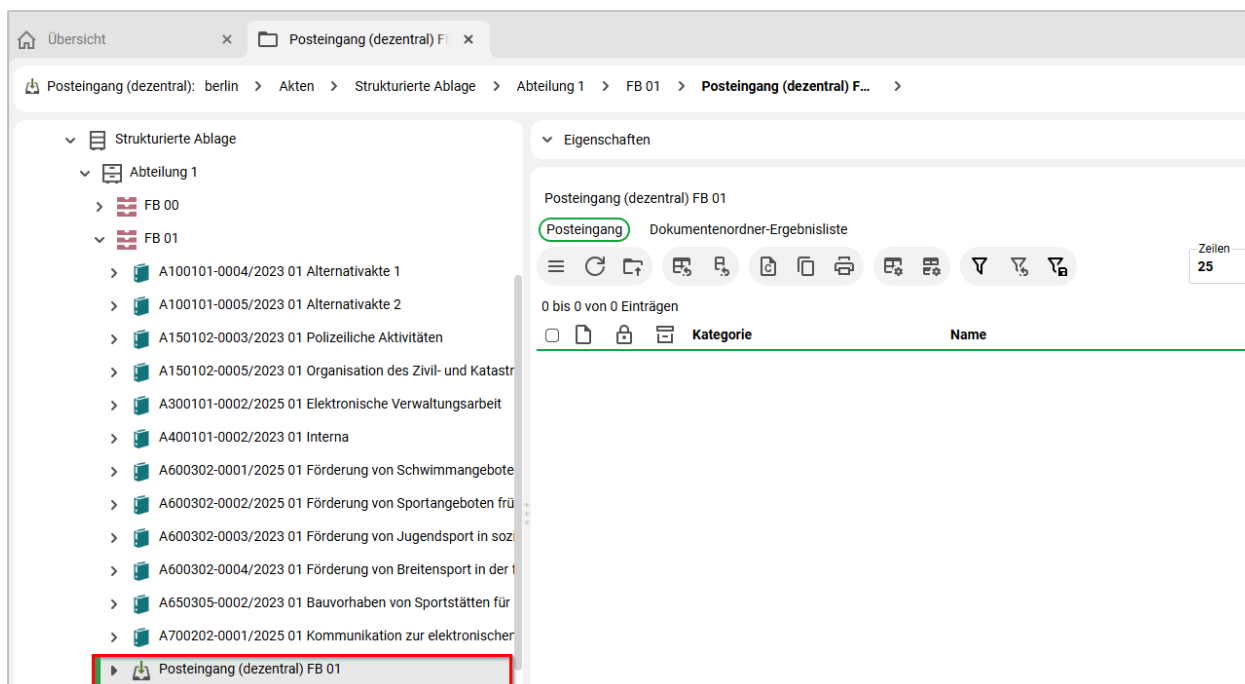 Übersicht
Posteingang (dezentral) F
Posteingang (dezentral): berlin > Akten > Strukturierte Ablage > Abteilung 1 > FB 01 > Posteingang (dezentral) F... >
Strukturierte Ablage
Abteilung 1
FB 00
FB 01
A100101-0004/2023 01 Alternativakte 1
A100101-0005/2023 01 Alternativakte 2
A150102-0003/2023 01 Polizeiliche Aktivitäten
A150102-0005/2023 01 Organisation des Zivil- und Katastr
A300101-0002/2025 01 Elektronische Verwaltungsarbeit
A400101-0002/2023 01 Interna
A600302-0001/2025 01 Förderung von Schwimmangebote
A600302-0002/2025 01 Förderung von Sportangeboten frü
A600302-0003/2023 01 Förderung von Jugendsport in sozi
A600302-0004/2023 01 Förderung von Breitensport in der f
A650305-0002/2023 01 Bauvorhaben von Sportstätten für
A700202-0001/2025 01 Kommunikation zur elektronischen
Posteingang (dezentral) FB 01
Eigenschaften
Posteingang (dezentral) FB 01
Posteingang Dokumentenordner-Ergebnisliste
Zeilen
25
0 bis 0 von 0 Einträgen
Kategorie Name